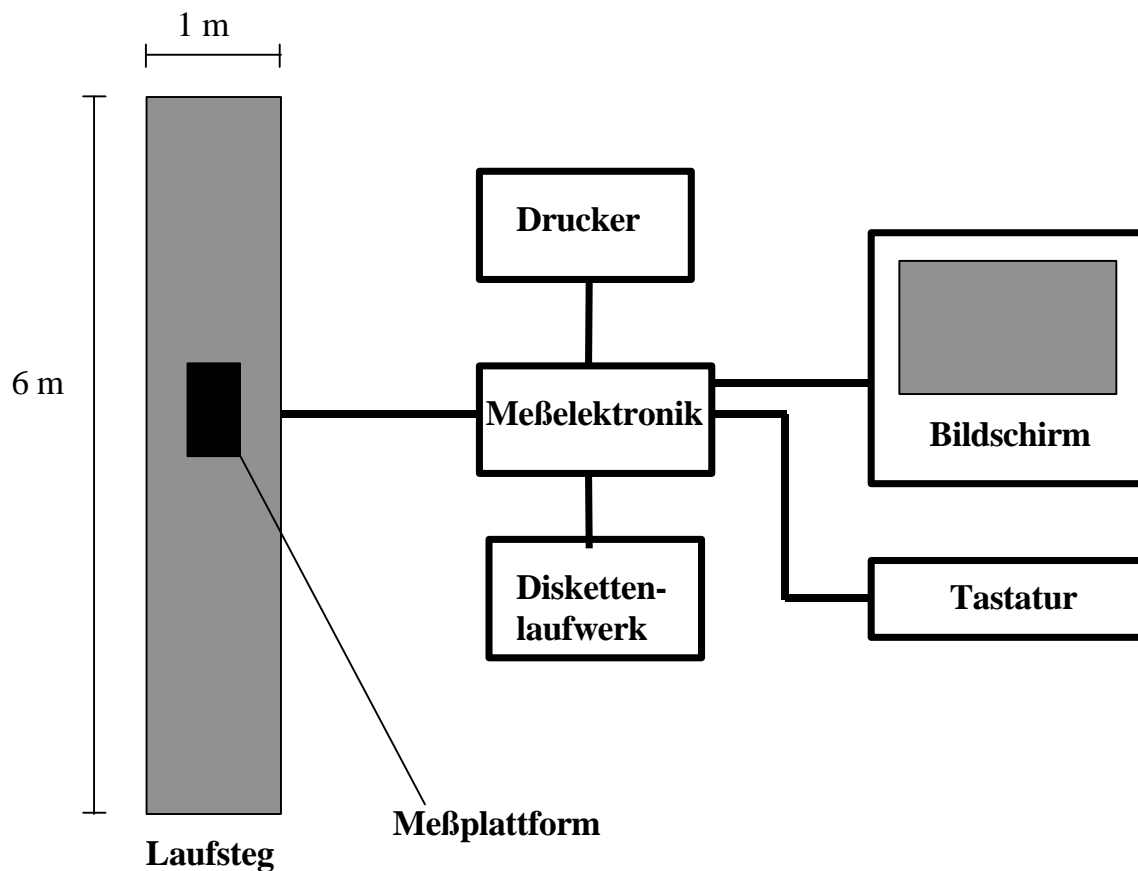 1 m
Drucker
6 m
Meßelektronik
Bildschirm
Disketten-
laufwerk
Tastatur
Meßplattform
Laufsteg